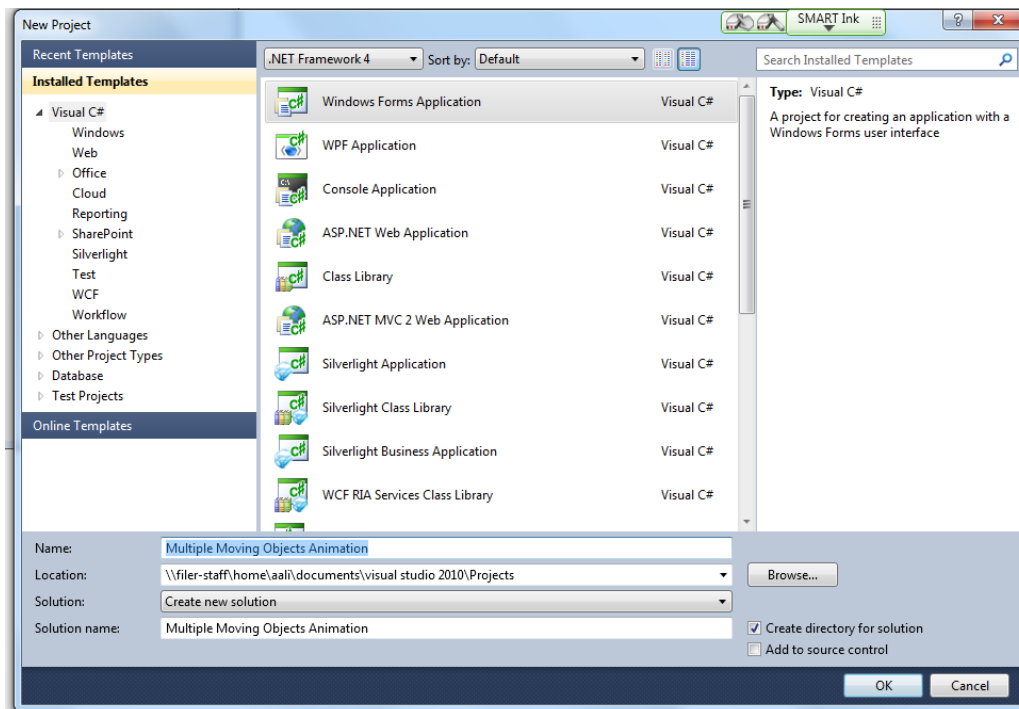 New Project
SMART Ink
Recent Templates
Installed Templates
Visual C#
Windows
Web
Office
Cloud
Reporting
SharePoint
Silverlight
Test
WCF
Workflow
Other Languages
Other Project Types
Database
Test Projects
Online Templates
.NET Framework 4 Sort by: Default
Windows Forms Application Visual C#
WPF Application Visual C#
Console Application Visual C#
ASP.NET Web Application Visual C#
Class Library Visual C#
ASP.NET MVC 2 Web Application Visual C#
Silverlight Application Visual C#
Silverlight Class Library Visual C#
Silverlight Business Application Visual C#
WCF RIA Services Class Library Visual C#
Search Installed Templates
Type: Visual C#
A project for creating an application with a
Windows Forms user interface
Name: Multiple Moving Objects Animation
Location: \\filer-staff\home\aali\documents\visual studio 2010\Projects Browse...
Solution: Create new solution
Solution name: Multiple Moving Objects Animation
Create directory for solution
Add to source control
OK Cancel